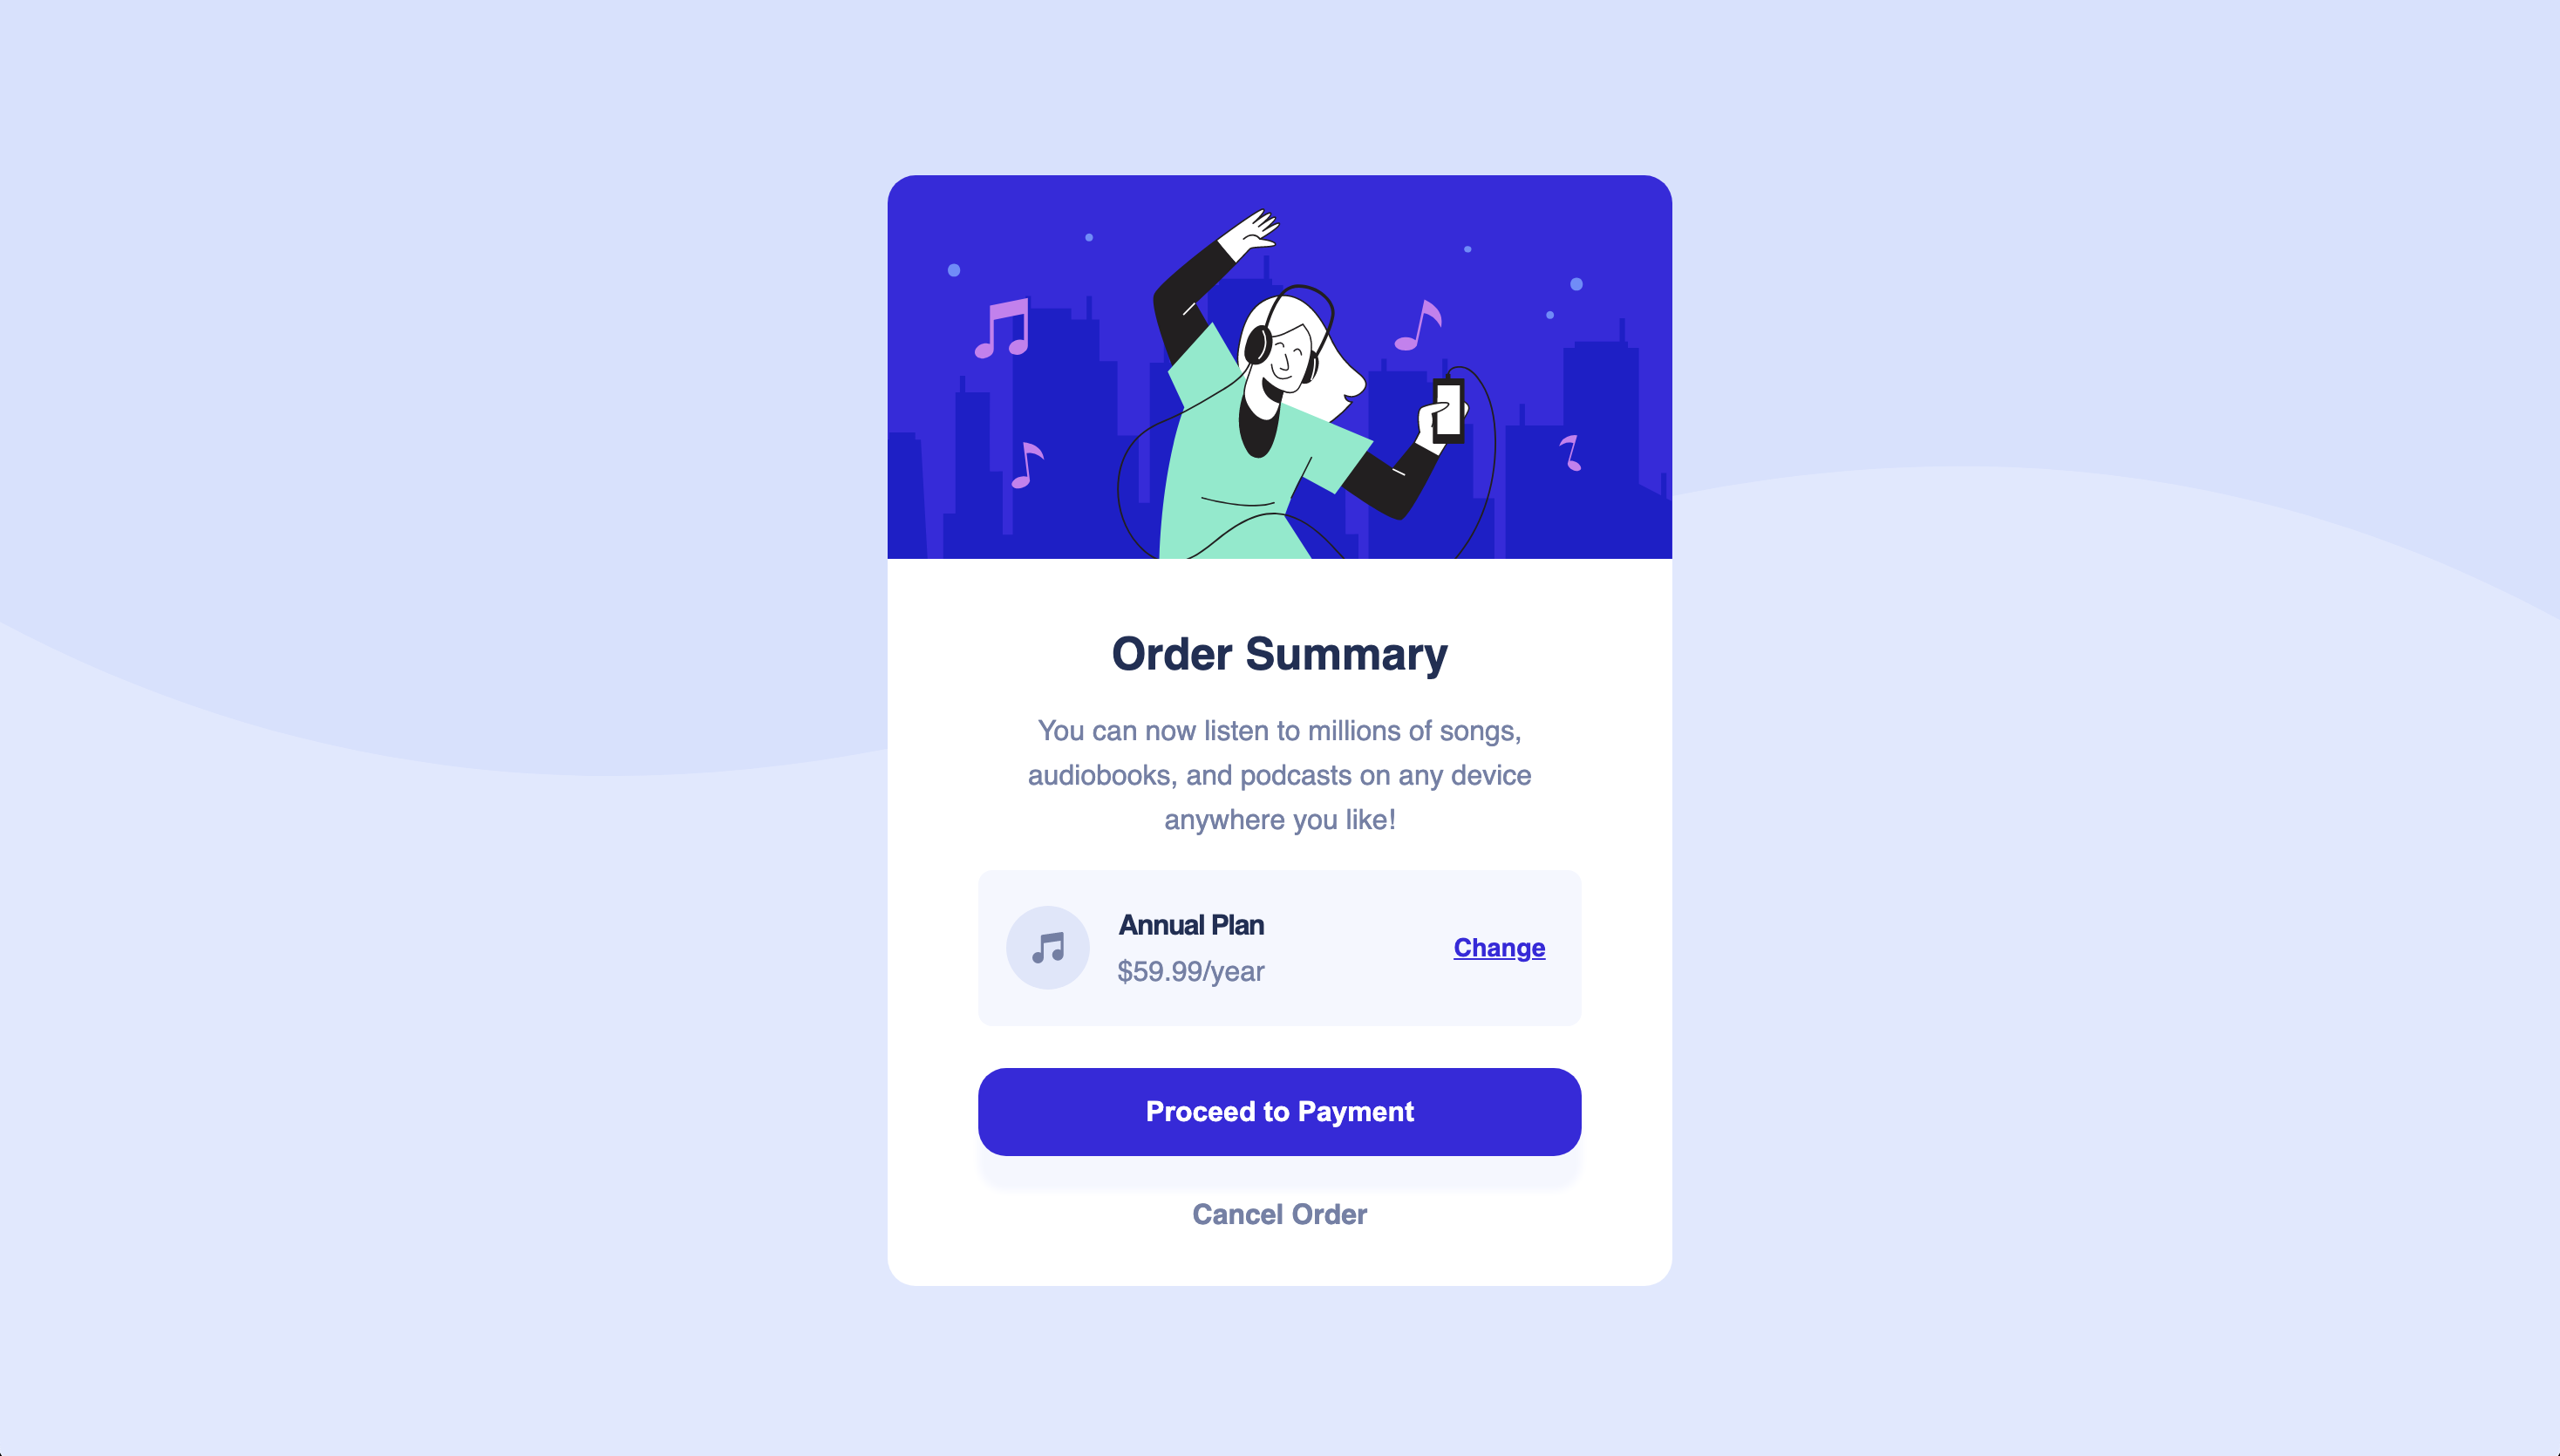 Order Summary
You can now listen to millions of songs,
audiobooks, and podcasts on any device
anywhere you like!
Annual Plan
$59.99/year
Change
Proceed to Payment
Cancel Order